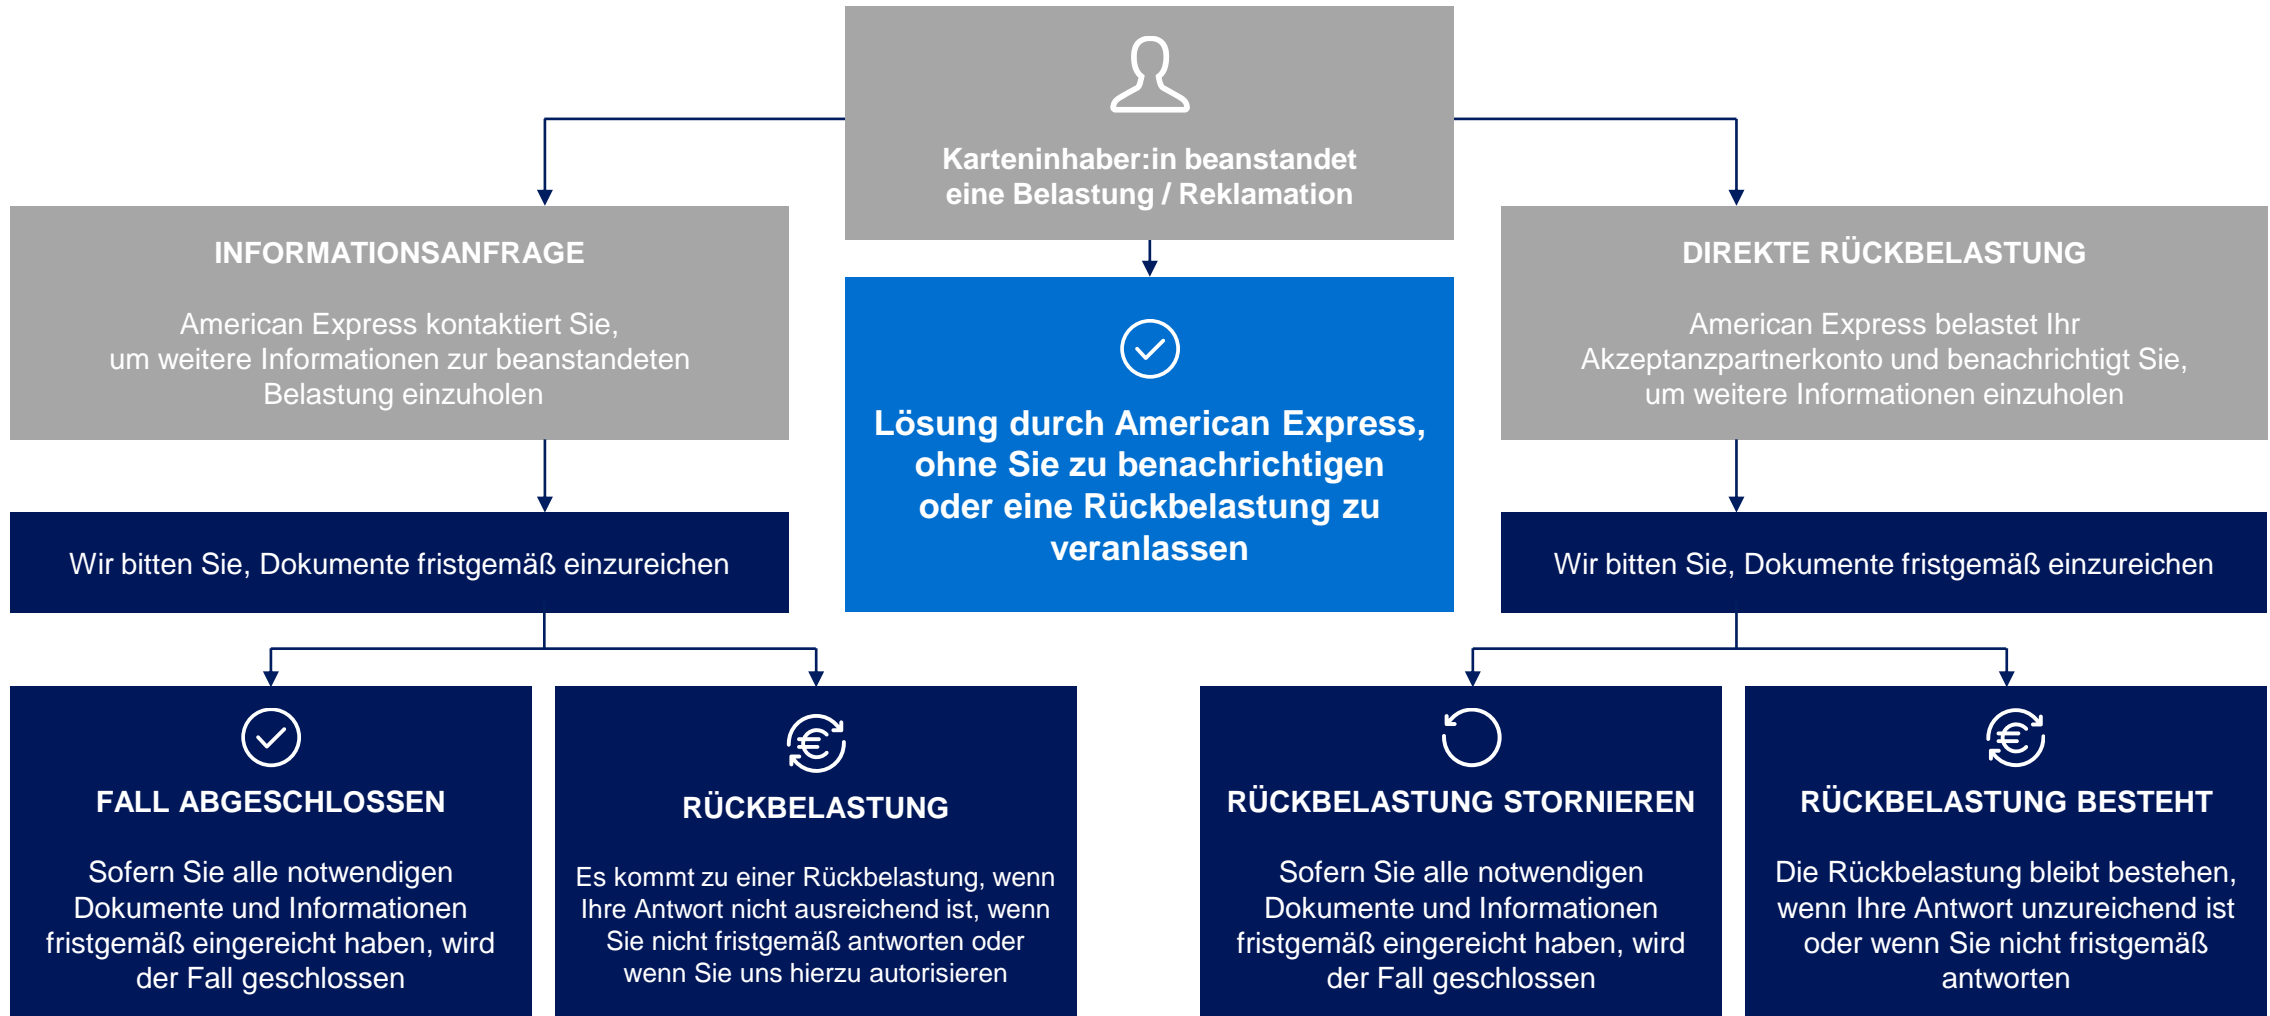 Karteninhaber:in beanstandet
eine Belastung / Reklamation
INFORMATIONSANFRAGE
American Express kontaktiert Sie,
um weitere Informationen zur beanstandeten
Belastung einzuholen
Lösung durch American Express,
ohne Sie zu benachrichtigen
oder eine Rückbelastung zu
veranlassen
DIREKTE RÜCKBELASTUNG
American Express belastet Ihr
Akzeptanzpartnerkonto und benachrichtigt Sie,
um weitere Informationen einzuholen
Wir bitten Sie, Dokumente fristgemäß einzureichen
Wir bitten Sie, Dokumente fristgemäß einzureichen
FALL ABGESCHLOSSEN
Sofern Sie alle notwendigen
Dokumente und Informationen
fristgemäß eingereicht haben, wird
der Fall geschlossen
RÜCKBELASTUNG
Es kommt zu einer Rückbelastung, wenn
Ihre Antwort nicht ausreichend ist, wenn
Sie nicht fristgemäß antworten oder
wenn Sie uns hierzu autorisieren
RÜCKBELASTUNG STORNIEREN
Sofern Sie alle notwendigen
Dokumente und Informationen
fristgemäß eingereicht haben, wird
der Fall geschlossen
RÜCKBELASTUNG BESTEHT
Die Rückbelastung bleibt bestehen,
wenn Ihre Antwort unzureichend ist
oder wenn Sie nicht fristgemäß
antworten